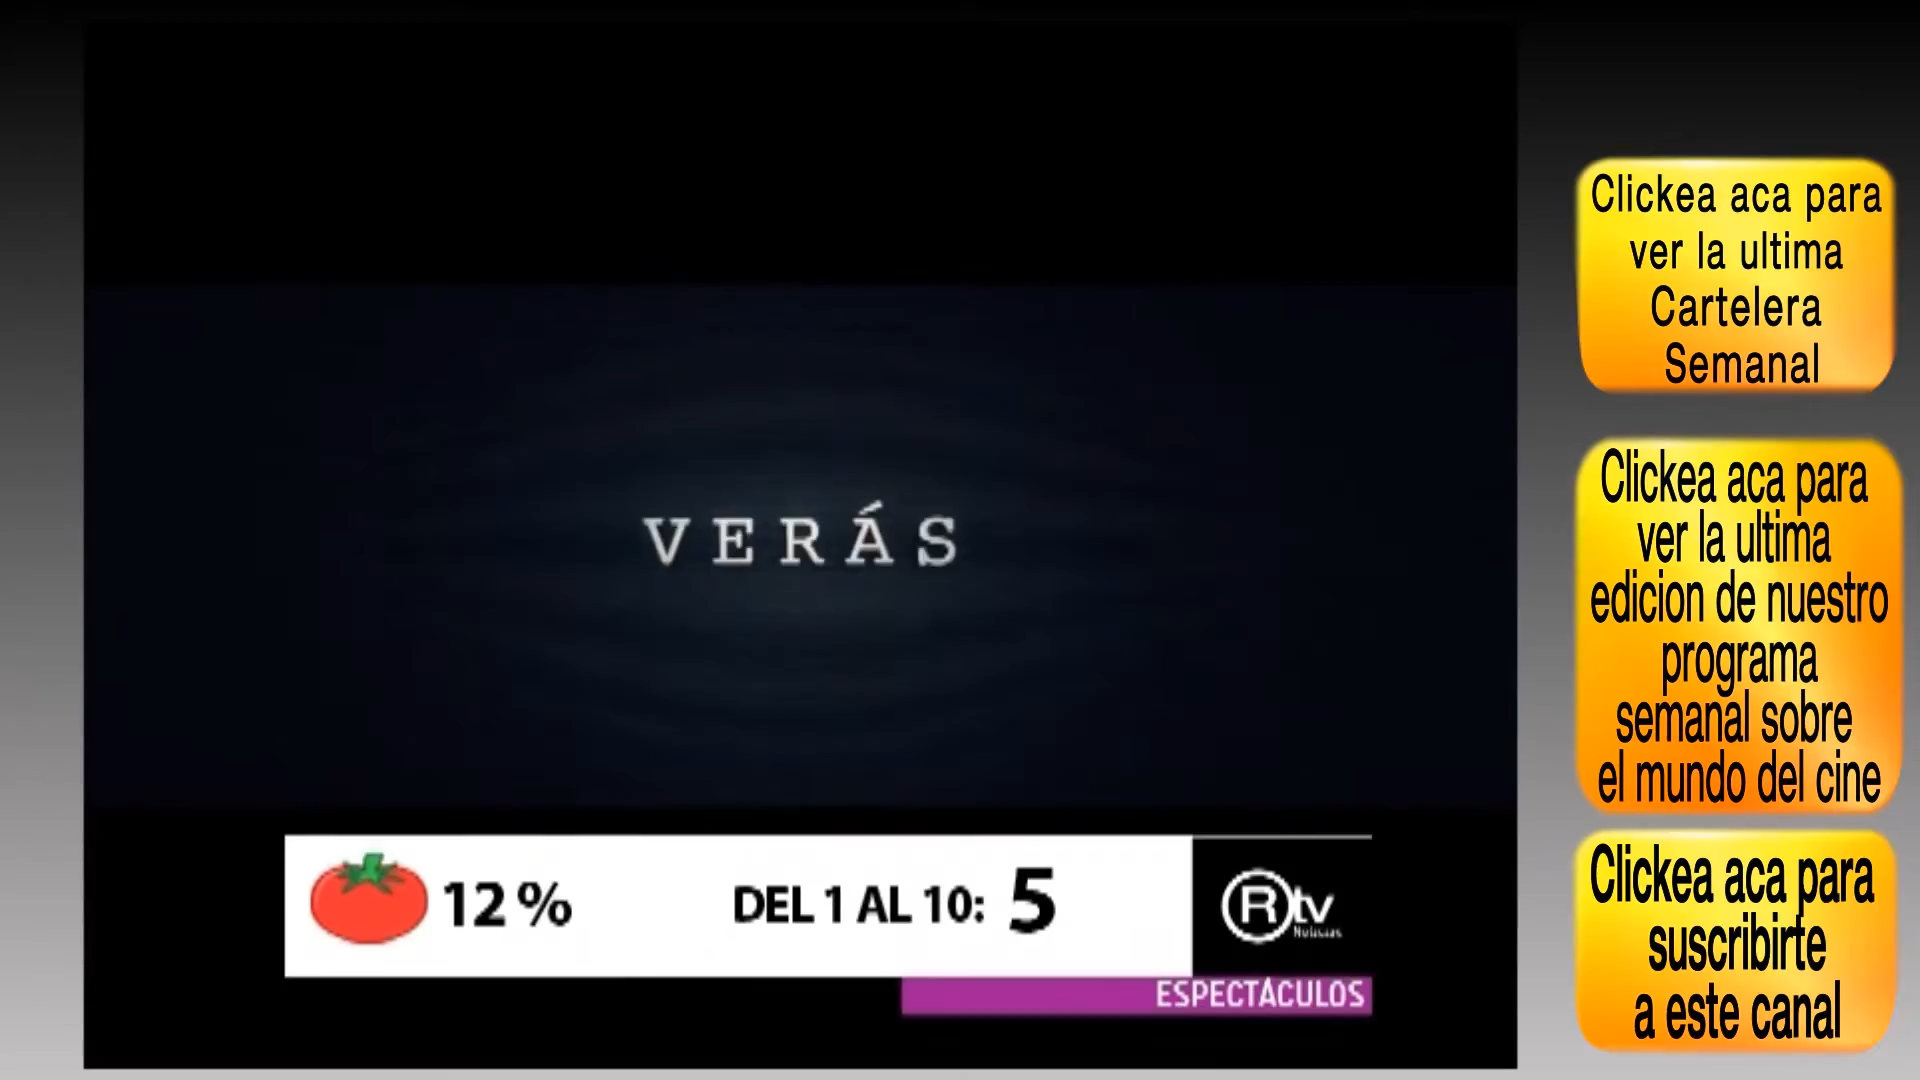 VERÁS
12%
DEL 1 AL 10: 5
Rtv
Noticias
ESPECTÁCULOS
Clickea aca para
ver la ultima
Cartelera
Semanal
Clickea aca para
ver la ultima
edicion de nuestro
programa
semanal sobre
el mundo del cine
Clickea aca para
suscribirte
a este canal